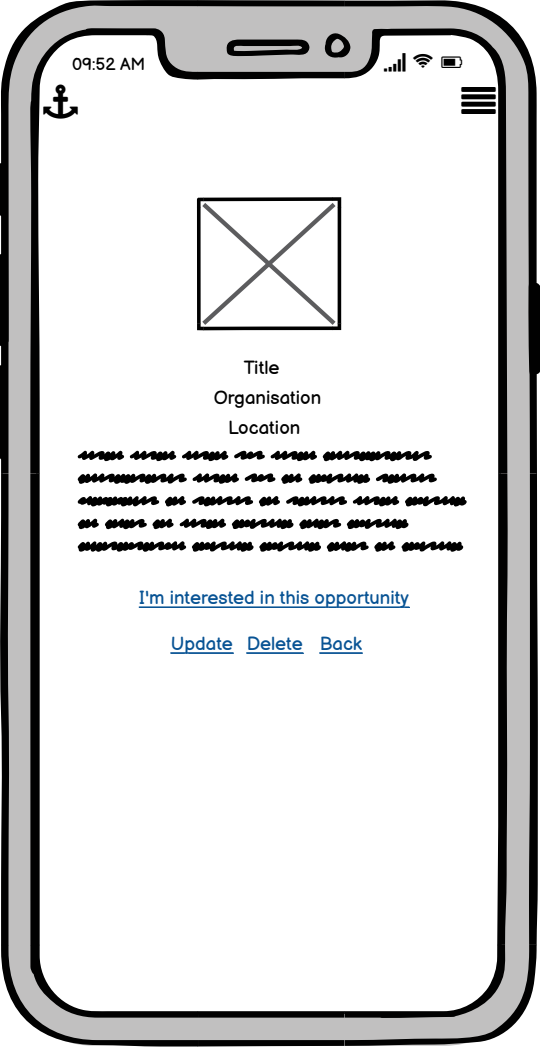 09:52 AM
Title
Organisation
Location
I'm interested in this opportunity
Update Delete Back